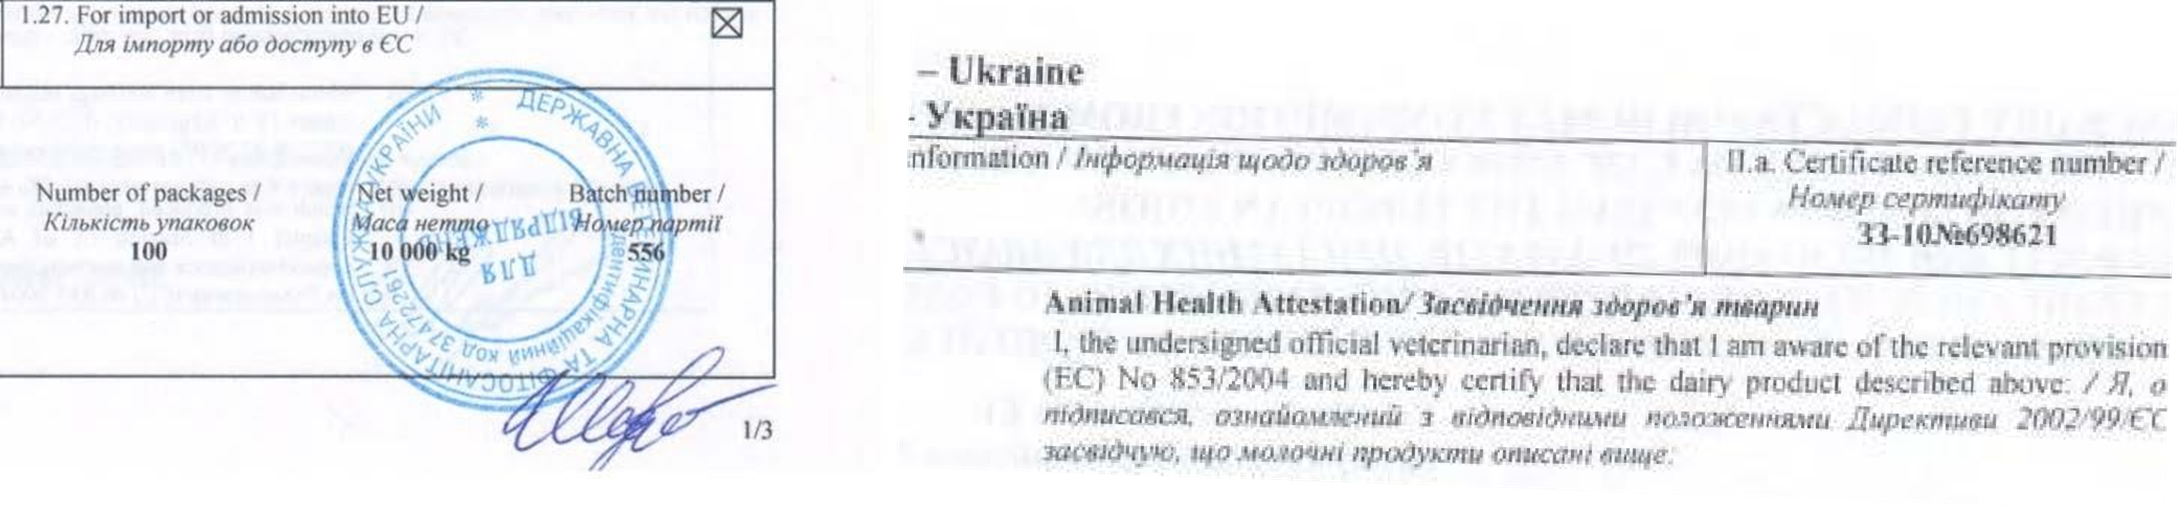 1.27. For import or admission into EU /
Для імпорту або доступу в ЄС
☒
Number of packages /
Кількість упаковок
100
Net weight /
Маса нетто
10 000 kg
Batch number /
Номер партії
556
ДЕРЖАВНА ВЕТЕРИНАРНА ТА ФІТОСАНІТАРНА СЛУЖБА УКРАЇНИ
* *
Ідентифікаційний код
ДЛЯ
ВІДРЯДЖЕНЬ
1/3
– Ukraine
- Україна
nformation / Інформація щодо здоров'я
II.a. Certificate reference number /
Номер сертифікату
33-10№698621
Animal Health Attestation/ Засвідчення здоров'я тварин
I, the undersigned official veterinarian, declare that I am aware of the relevant provision
(EC) No 853/2004 and hereby certify that the dairy product described above: / Я, о
підписався, ознайомлений з відповідними положеннями Директиви 2002/99/ЄС
засвідчую, що молочні продукти описані вище: